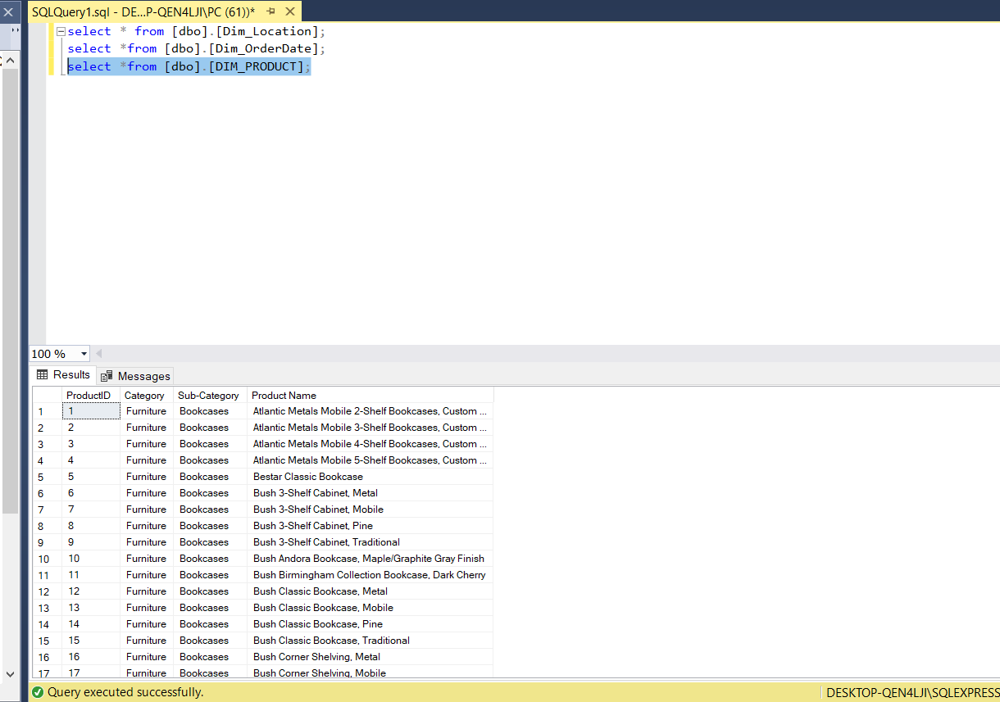 SQLQuery1.sql - DE...P-QEN4LJI\PC (61))*
select * from [dbo].[Dim_Location];
select *from [dbo].[Dim_OrderDate];
select *from [dbo].[DIM_PRODUCT];
100 %
Results Messages
ProductID Category Sub-Category Product Name
1 1 Furniture Bookcases Atlantic Metals Mobile 2-Shelf Bookcases, Custom ...
2 2 Furniture Bookcases Atlantic Metals Mobile 3-Shelf Bookcases, Custom ...
3 3 Furniture Bookcases Atlantic Metals Mobile 4-Shelf Bookcases, Custom ...
4 4 Furniture Bookcases Atlantic Metals Mobile 5-Shelf Bookcases, Custom ...
5 5 Furniture Bookcases Bestar Classic Bookcase
6 6 Furniture Bookcases Bush 3-Shelf Cabinet, Metal
7 7 Furniture Bookcases Bush 3-Shelf Cabinet, Mobile
8 8 Furniture Bookcases Bush 3-Shelf Cabinet, Pine
9 9 Furniture Bookcases Bush 3-Shelf Cabinet, Traditional
10 10 Furniture Bookcases Bush Andora Bookcase, Maple/Graphite Gray Finish
11 11 Furniture Bookcases Bush Birmingham Collection Bookcase, Dark Cherry
12 12 Furniture Bookcases Bush Classic Bookcase, Metal
13 13 Furniture Bookcases Bush Classic Bookcase, Mobile
14 14 Furniture Bookcases Bush Classic Bookcase, Pine
15 15 Furniture Bookcases Bush Classic Bookcase, Traditional
16 16 Furniture Bookcases Bush Corner Shelving, Metal
17 17 Furniture Bookcases Bush Corner Shelving, Mobile
Query executed successfully. DESKTOP-QEN4LJI\SQLEXPRESS